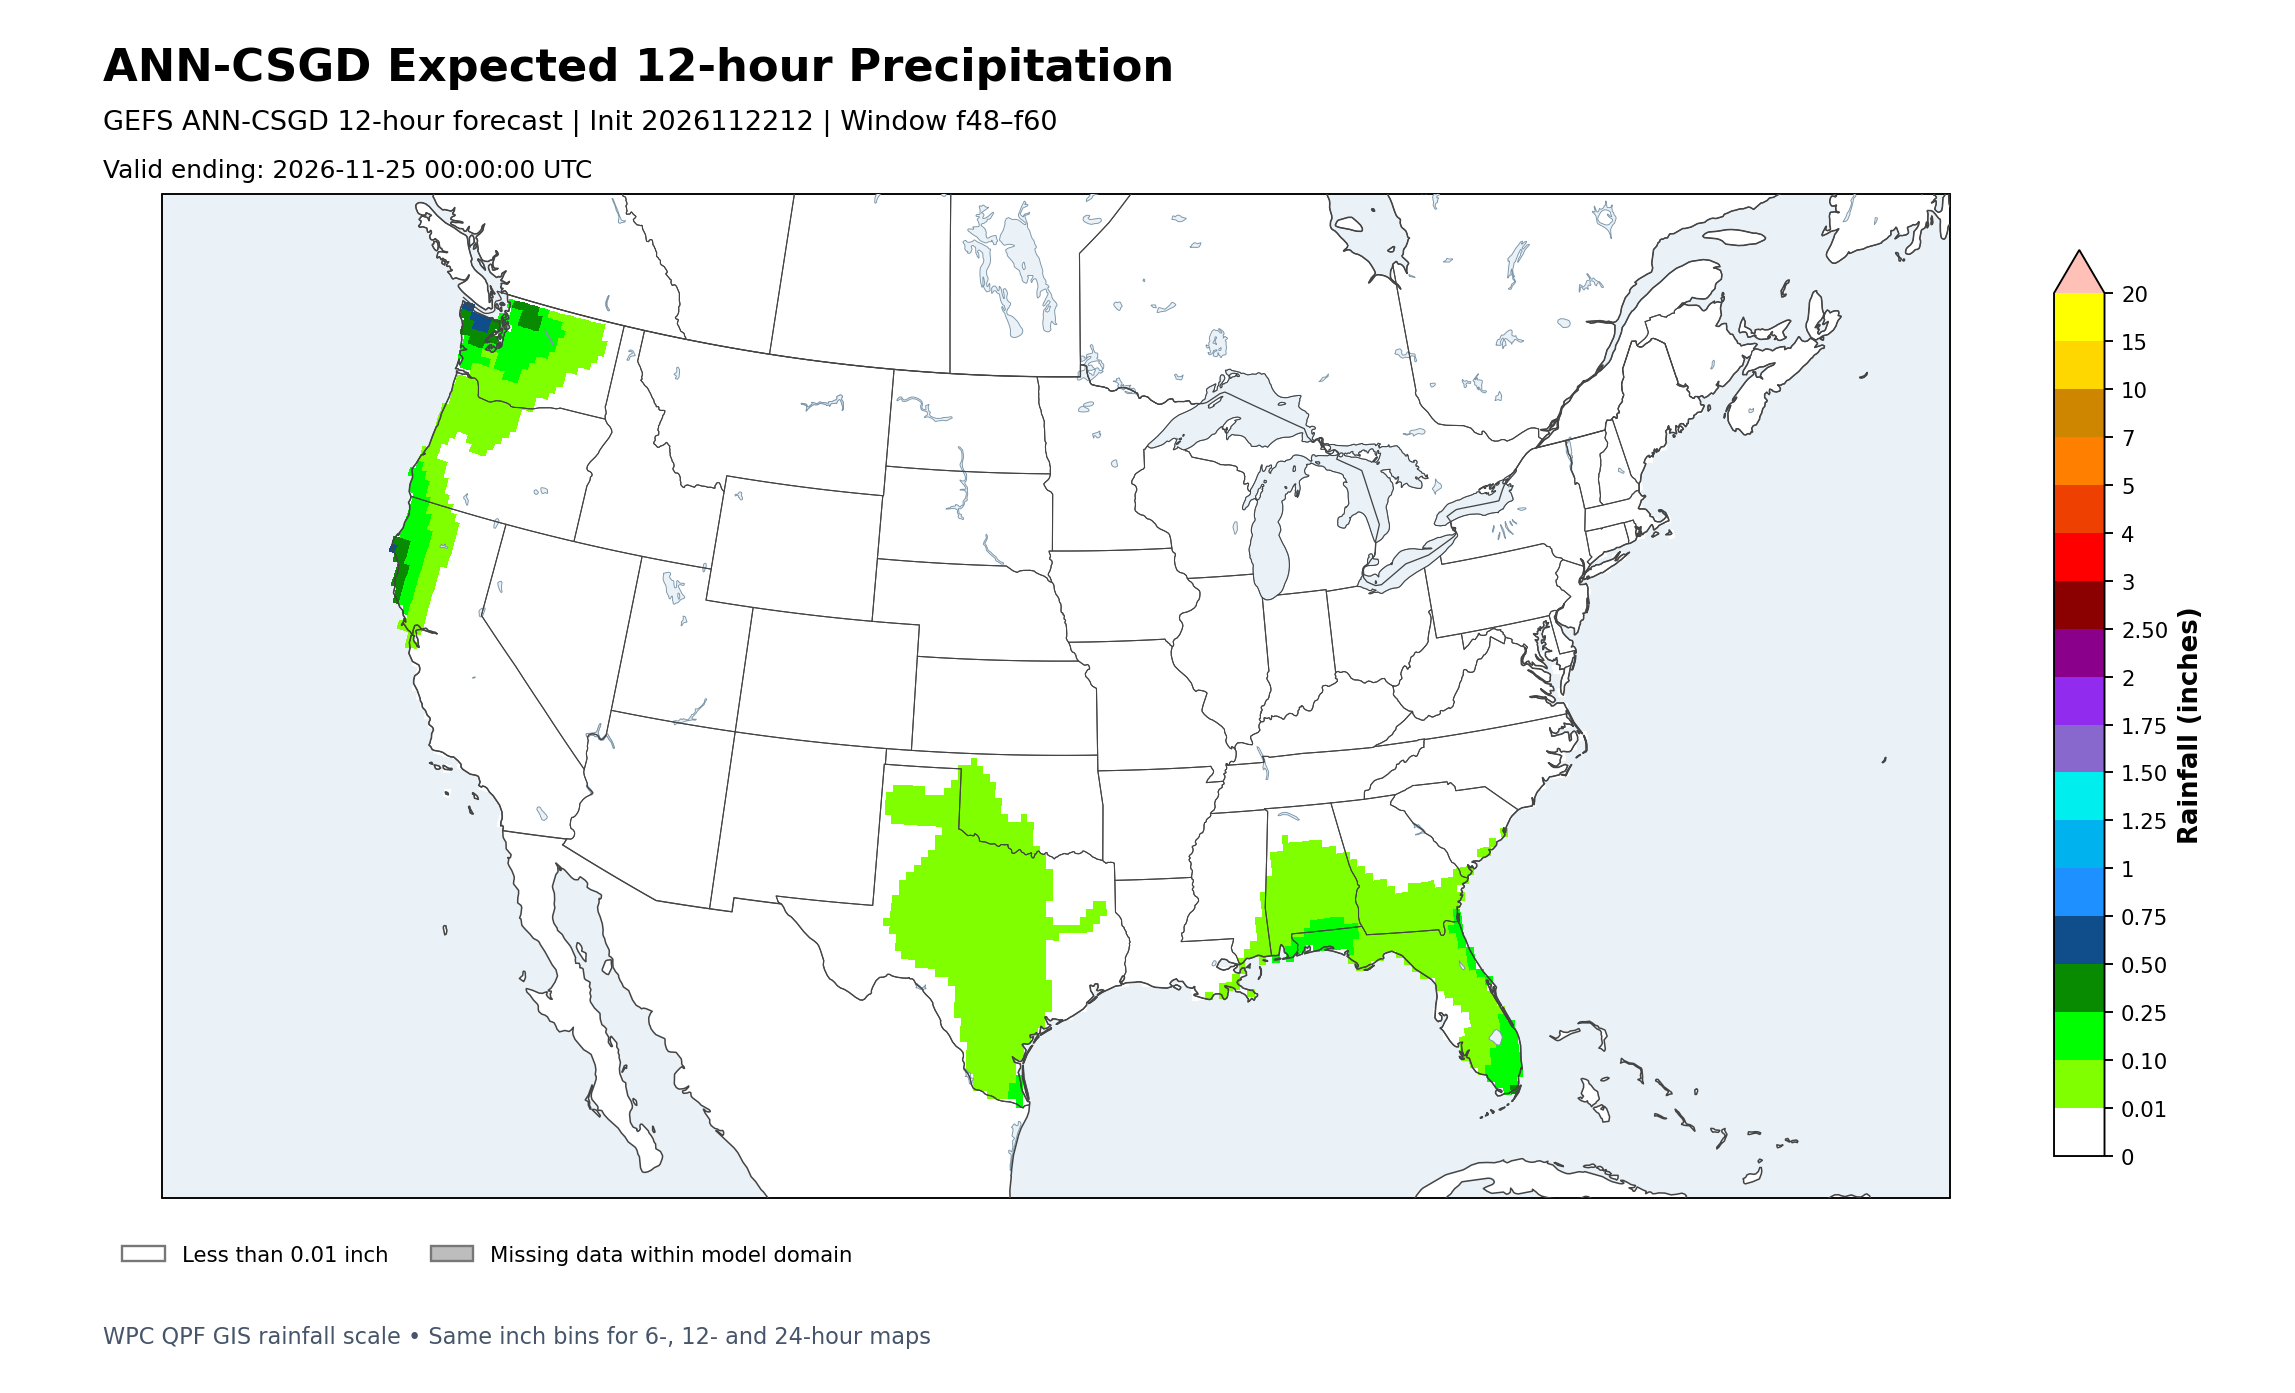 ANN-CSGD Expected 12-hour Precipitation
GEFS ANN-CSGD 12-hour forecast | Init 2026112212 | Window f48–f60
Valid ending: 2026-11-25 00:00:00 UTC
20
15
10
7
5
4
3
2.50
2
1.75
1.50
1.25
1
0.75
0.50
0.25
0.10
0.01
0
Rainfall (inches)
Less than 0.01 inch
Missing data within model domain
WPC QPF GIS rainfall scale • Same inch bins for 6-, 12- and 24-hour maps